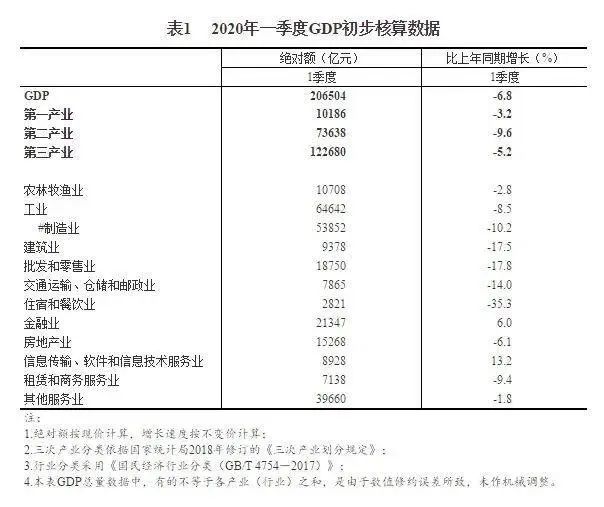 表1 2020年一季度GDP初步核算数据
绝对额（亿元） 比上年同期增长（%）
1季度 1季度
GDP 206504 -6.8
第一产业 10186 -3.2
第二产业 73638 -9.6
第三产业 122680 -5.2
农林牧渔业 10708 -2.8
工业 64642 -8.5
#制造业 53852 -10.2
建筑业 9378 -17.5
批发和零售业 18750 -17.8
交通运输、仓储和邮政业 7865 -14.0
住宿和餐饮业 2821 -35.3
金融业 21347 6.0
房地产业 15268 -6.1
信息传输、软件和信息技术服务业 8928 13.2
租赁和商务服务业 7138 -9.4
其他服务业 39660 -1.8
注：
1.绝对额按现价计算，增长速度按不变价计算；
2.三次产业分类依据国家统计局2018年修订的《三次产业划分规定》；
3.行业分类采用《国民经济行业分类（GB/T 4754—2017）》；
4.本表GDP总量数据中，有的不等于各产业（行业）之和，是由于数值修约误差所致，未作机械调整。